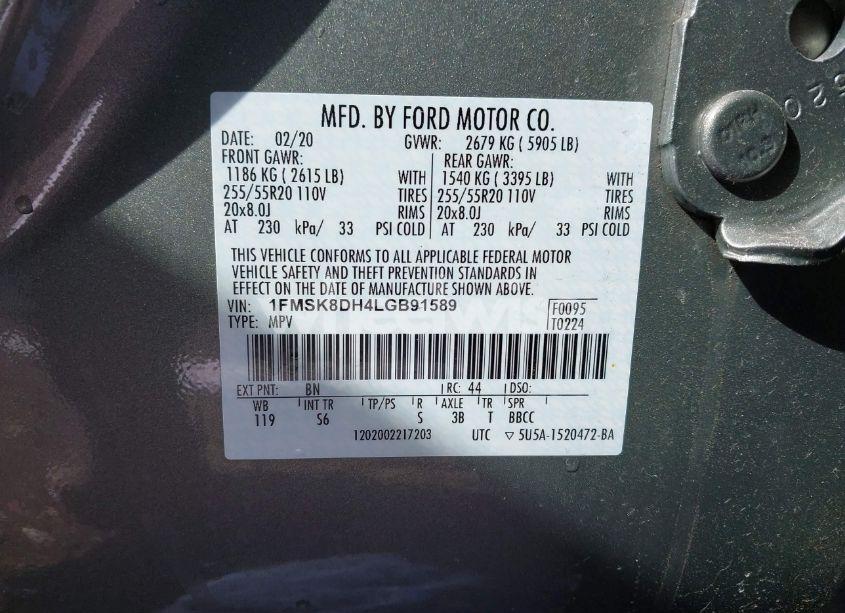 MFD. BY FORD MOTOR CO.
DATE: 02/20 GVWR: 2679 KG ( 5905 LB)
FRONT GAWR: REAR GAWR:
1186 KG ( 2615 LB) WITH 1540 KG ( 3395 LB) WITH
255/55R20 110V TIRES 255/55R20 110V TIRES
20x8.0J RIMS 20x8.0J RIMS
AT 230 kPa/ 33 PSI COLD AT 230 kPa/ 33 PSI COLD
THIS VEHICLE CONFORMS TO ALL APPLICABLE FEDERAL MOTOR
VEHICLE SAFETY AND THEFT PREVENTION STANDARDS IN
EFFECT ON THE DATE OF MANUFACTURE SHOWN ABOVE.
VIN: 1FMSK8DH4LGB91589 F0095
TYPE: MPV T0224
EXT PNT: BN RC: 44 DSO:
WB INT TR TP/PS R AXLE TR SPR
119 S6 S 3B T BBCC
1202002217203 UTC ▽ 5U5A-1520472-BA
520